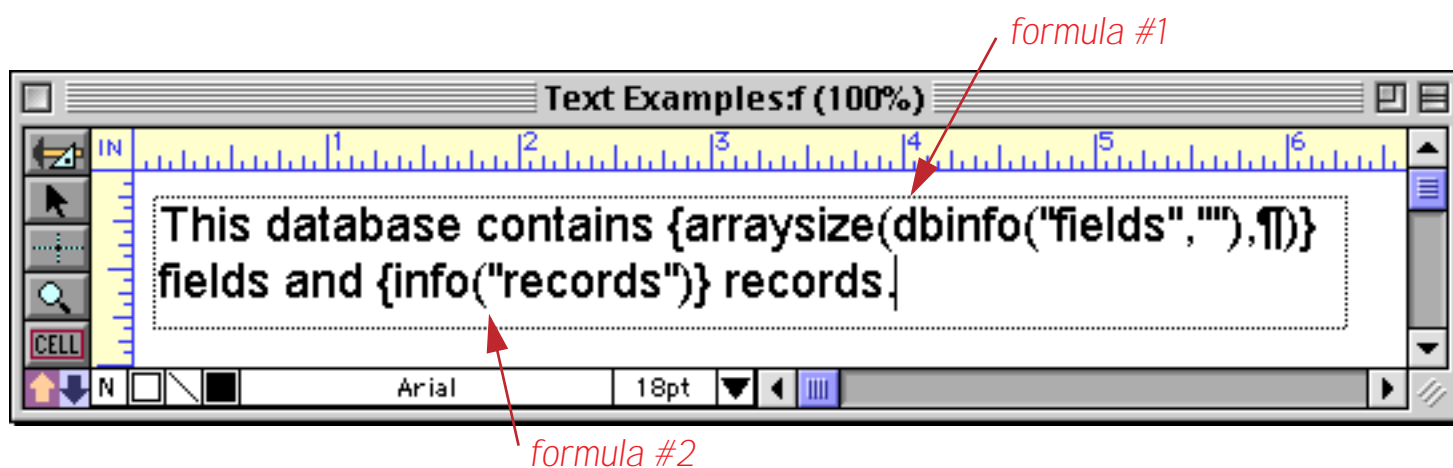 formula #1
Text Examples:f (100%)
IN 1 2 3 4 5 6
This database contains {arraysize(dbinfo("fields",""),¶)}
fields and {info("records")} records.
CELL
N Arial 18pt
formula #2